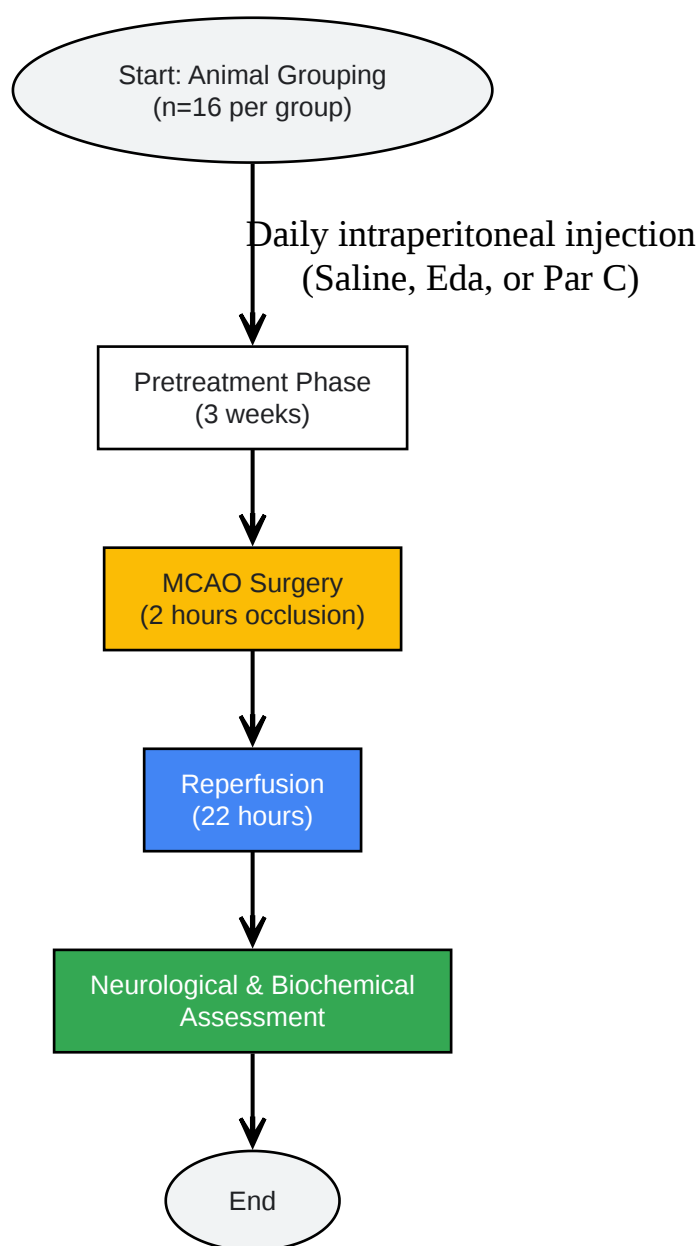 Start: Animal Grouping
(n=16 per group)
Daily intraperitoneal injection
(Saline, Eda, or Par C)
Pretreatment Phase
(3 weeks)
MCAO Surgery
(2 hours occlusion)
Reperfusion
(22 hours)
Neurological & Biochemical
Assessment
End